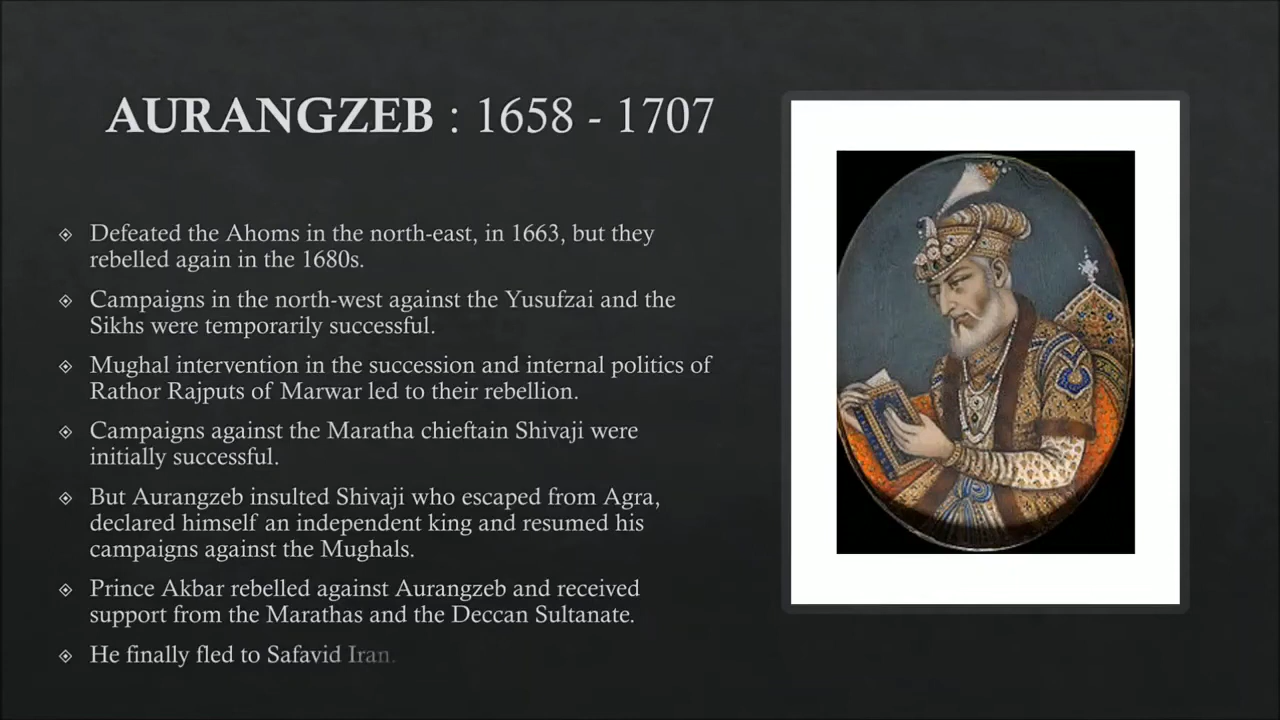 AURANGZEB : 1658 - 1707
Defeated the Ahoms in the north-east, in 1663, but they
rebelled again in the 1680s.
Campaigns in the north-west against the Yusufzai and the
Sikhs were temporarily successful.
Mughal intervention in the succession and internal politics of
Rathor Rajputs of Marwar led to their rebellion.
Campaigns against the Maratha chieftain Shivaji were
initially successful.
But Aurangzeb insulted Shivaji who escaped from Agra,
declared himself an independent king and resumed his
campaigns against the Mughals.
Prince Akbar rebelled against Aurangzeb and received
support from the Marathas and the Deccan Sultanate.
He finally fled to Safavid Iran.